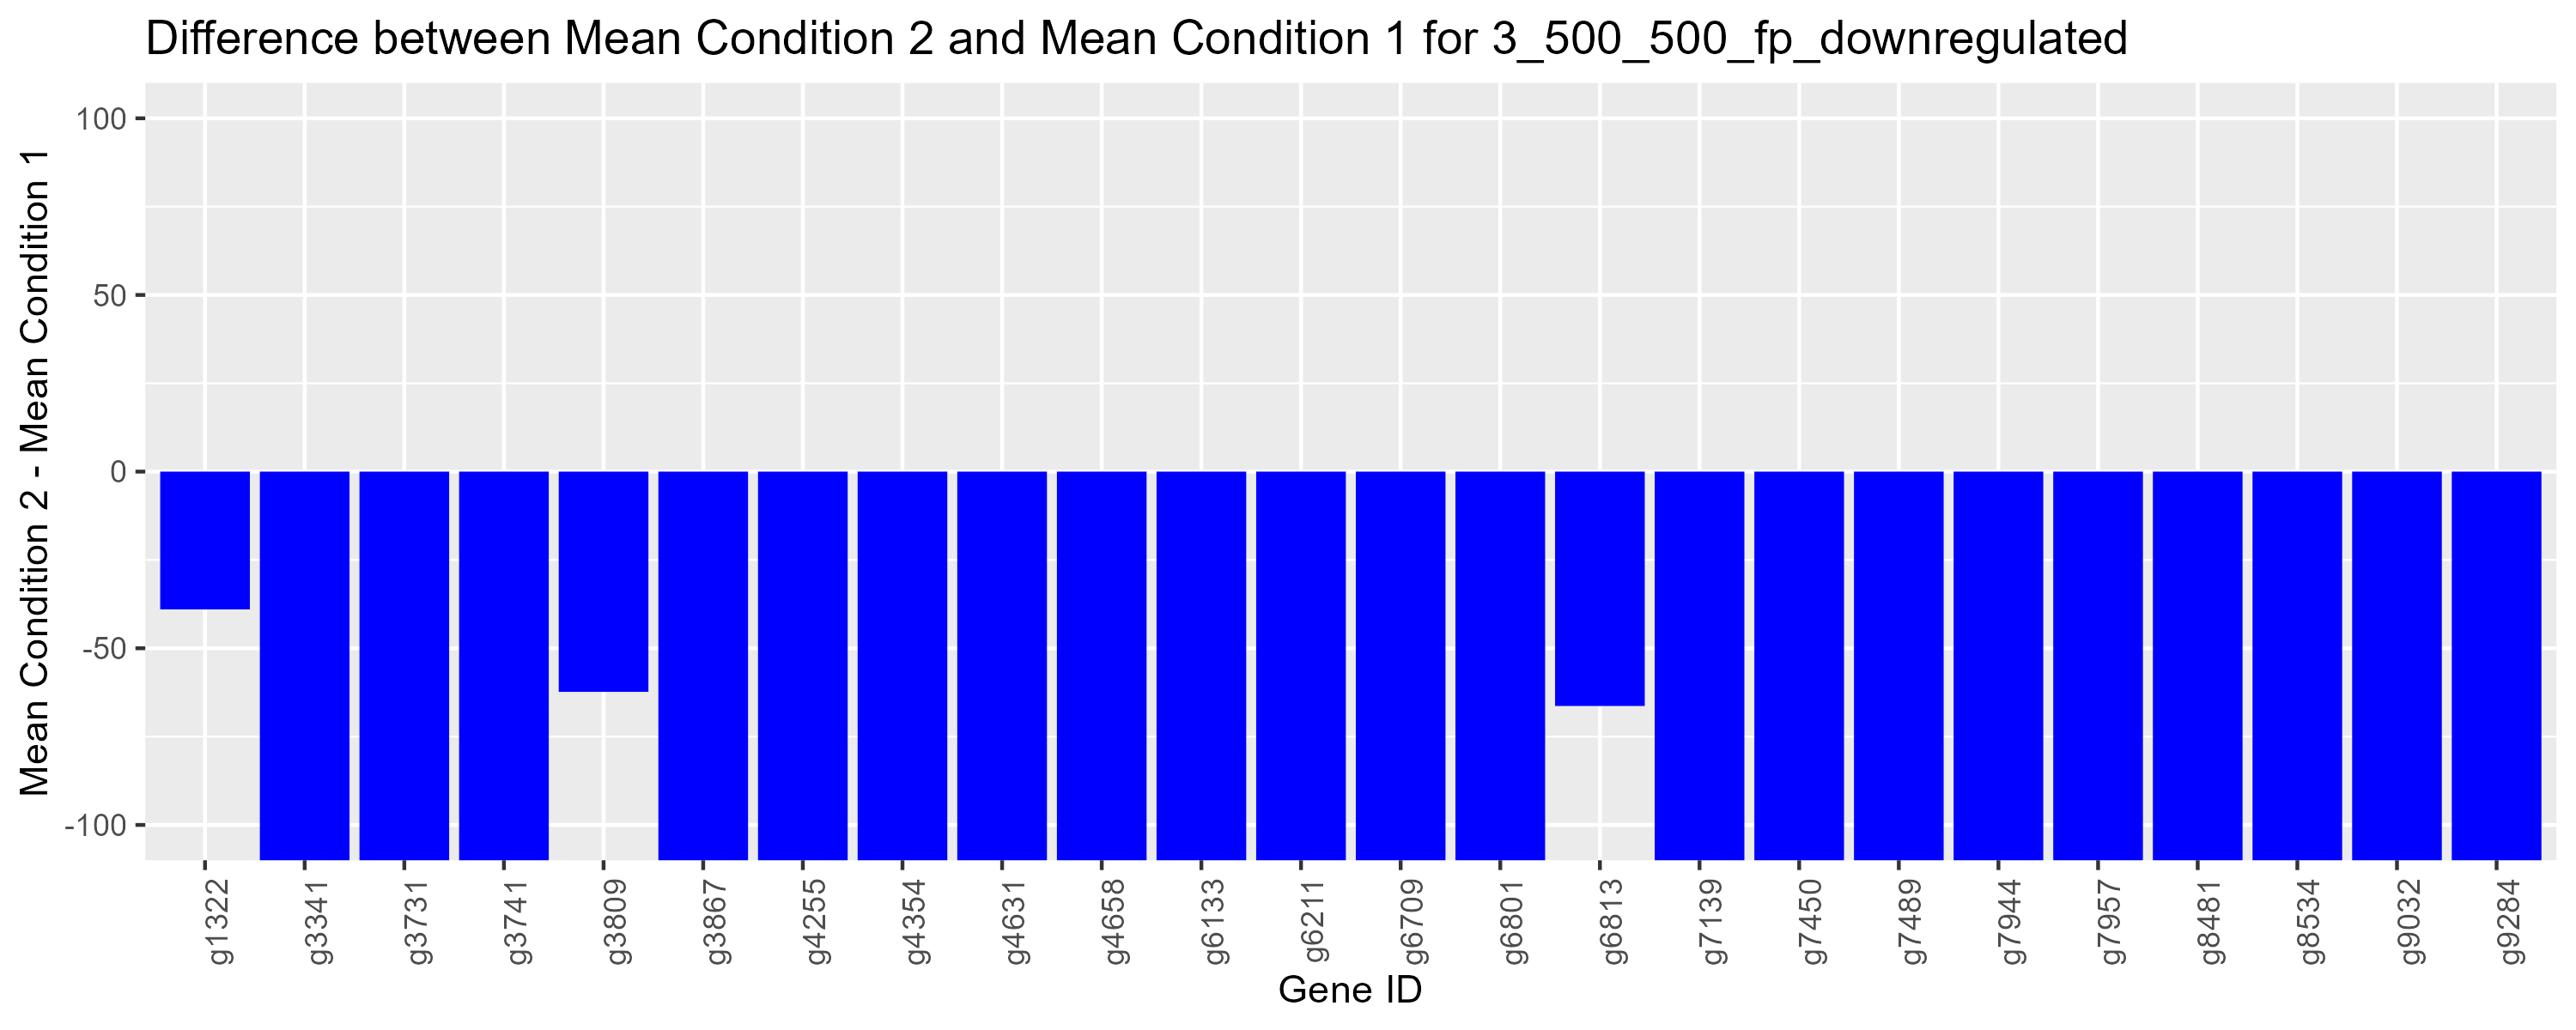 Difference between Mean Condition 2 and Mean Condition 1 for 3_500_500_fp_downregulated
Mean Condition 2 - Mean Condition 1
100
50
0
-50
-100
g1322
g3341
g3731
g3741
g3809
g3867
g4255
g4354
g4631
g4658
g6133
g6211
g6709
g6801
g6813
g7139
g7450
g7489
g7944
g7957
g8481
g8534
g9032
g9284
Gene ID